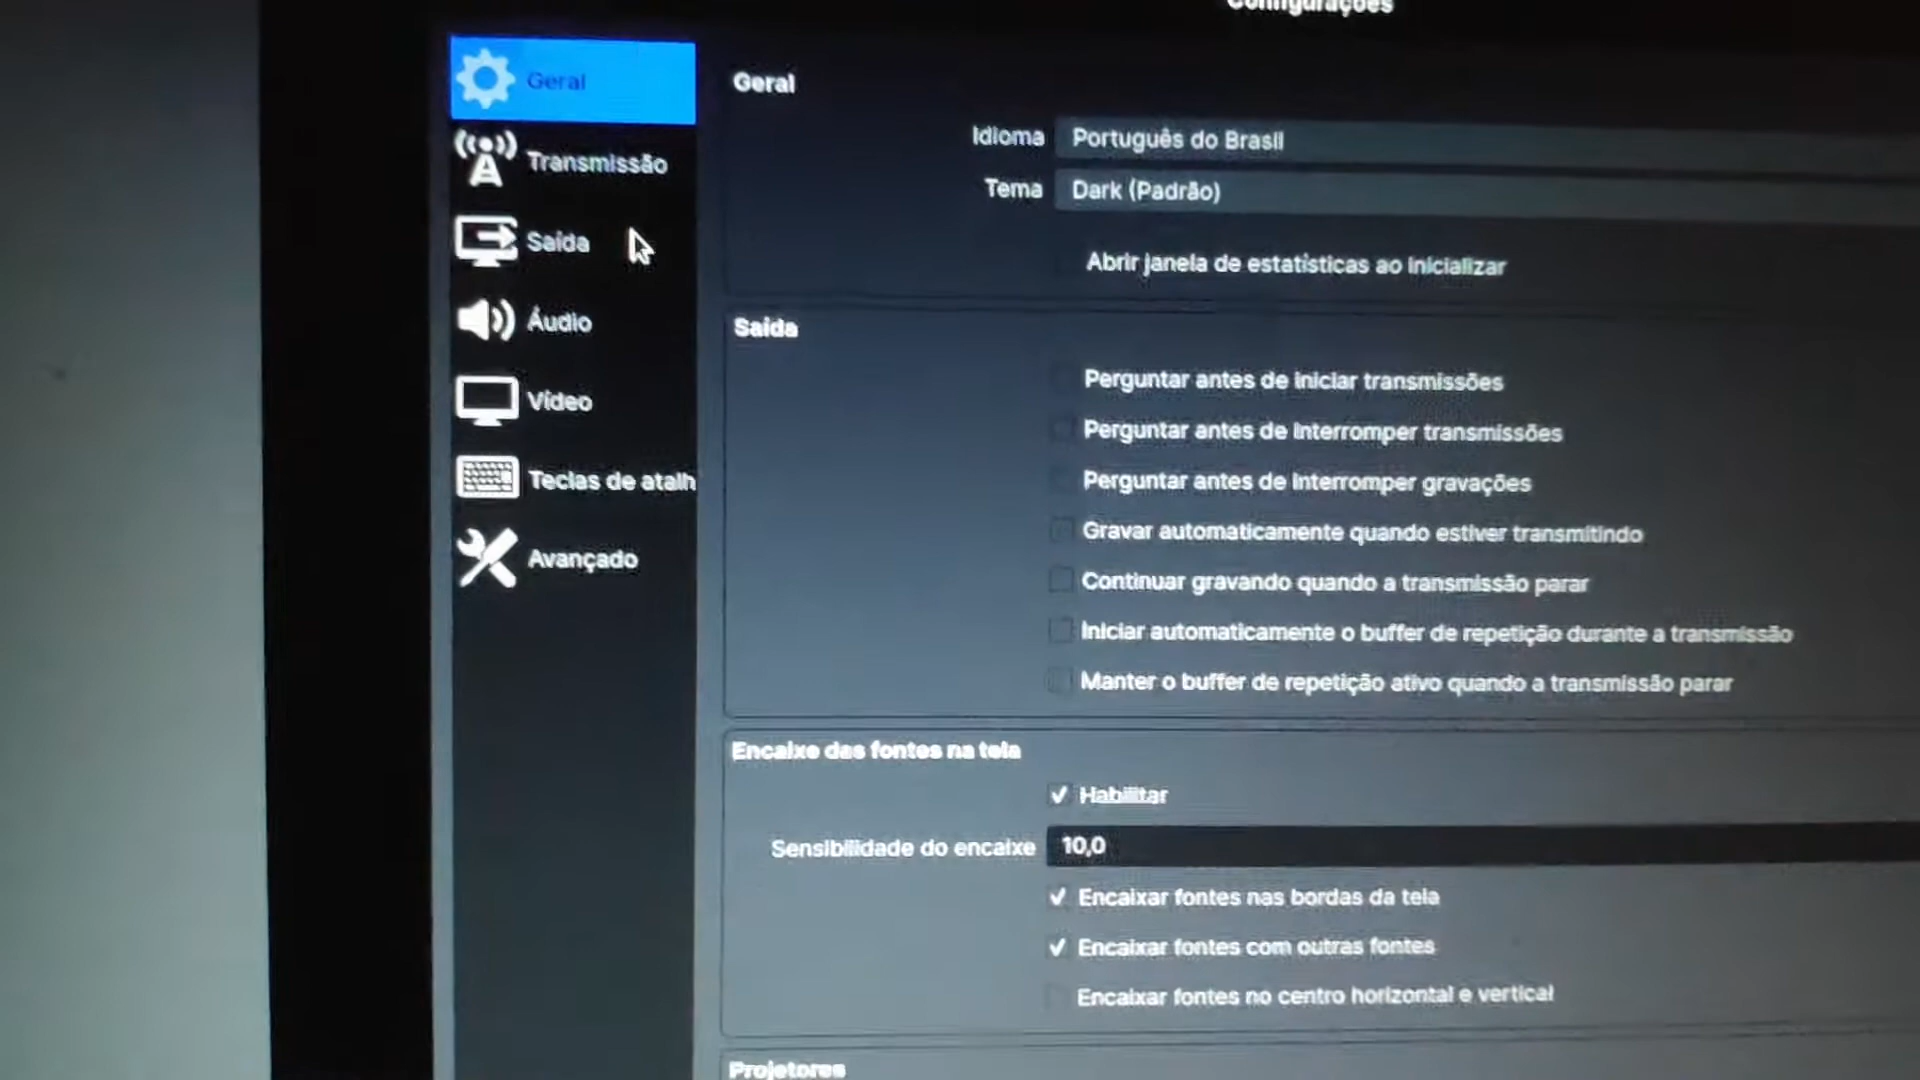 Configurações
Geral
Transmissão
Saída
Áudio
Vídeo
Teclas de atalh
Avançado
Geral
Idioma Português do Brasil
Tema Dark (Padrão)
Abrir janela de estatísticas ao inicializar
Saída
Perguntar antes de iniciar transmissões
Perguntar antes de interromper transmissões
Perguntar antes de interromper gravações
Gravar automaticamente quando estiver transmitindo
Continuar gravando quando a transmissão parar
Iniciar automaticamente o buffer de repetição durante a transmissão
Manter o buffer de repetição ativo quando a transmissão parar
Encaixe das fontes na tela
Habilitar
Sensibilidade do encaixe 10,0
Encaixar fontes nas bordas da tela
Encaixar fontes com outras fontes
Encaixar fontes no centro horizontal e vertical
Projetores